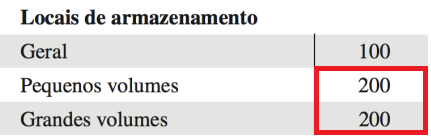 Locais de armazenamento
Geral 100
Pequenos volumes 200
Grandes volumes 200